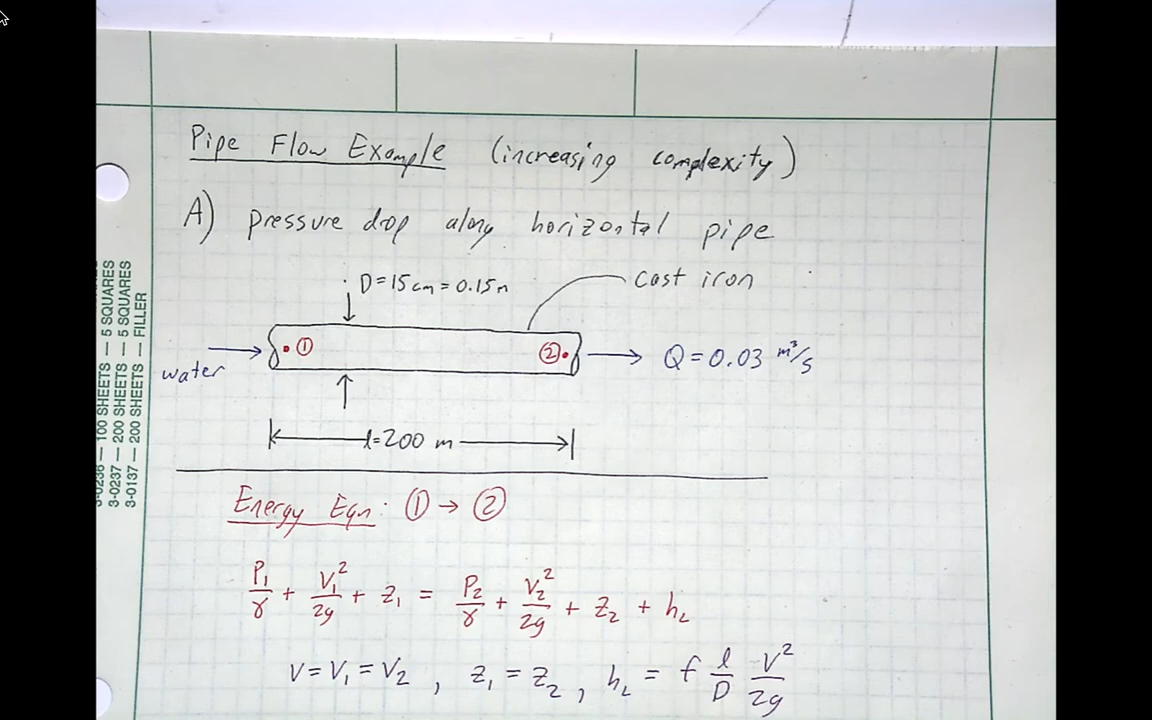 Pipe Flow Example (increasing complexity)
A) pressure drop along horizontal pipe
D=15cm=0.15m
cast iron
①
②
water
Q=0.03 m³/s
l=200 m
3-0236 — 100 SHEETS — 5 SQUARES
3-0237 — 200 SHEETS — 5 SQUARES
3-0137 — 200 SHEETS — FILLER
Energy Eqn: ① → ②
P₁/γ + V₁²/2g + z₁ = P₂/γ + V₂²/2g + z₂ + h_L
V=V₁=V₂, z₁=z₂, h_L = f l/D V²/2g